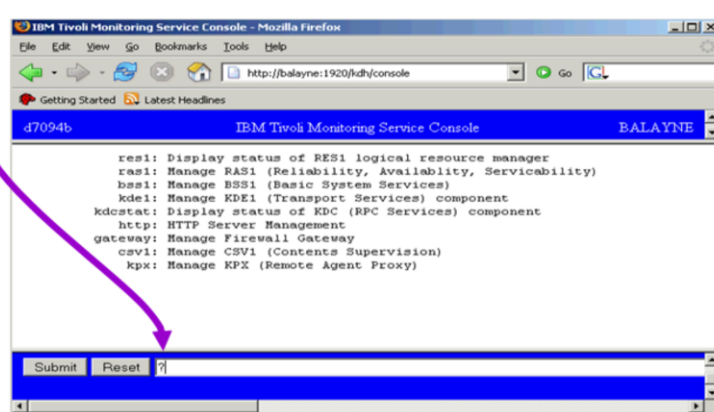 IBM Tivoli Monitoring Service Console - Mozilla Firefox
File Edit View Go Bookmarks Tools Help
http://balayne:1920/kdh/console Go G
Getting Started Latest Headlines
d7094b IBM Tivoli Monitoring Service Console BALAYNE
res1: Display status of RES1 logical resource manager
ras1: Manage RAS1 (Reliability, Availablity, Servicability)
bss1: Manage BSS1 (Basic System Services)
kde1: Manage KDE1 (Transport Services) component
kdcstat: Display status of KDC (RPC Services) component
http: HTTP Server Management
gateway: Manage Firewall Gateway
csv1: Manage CSV1 (Contents Supervision)
kpx: Manage KPX (Remote Agent Proxy)
Submit Reset ?